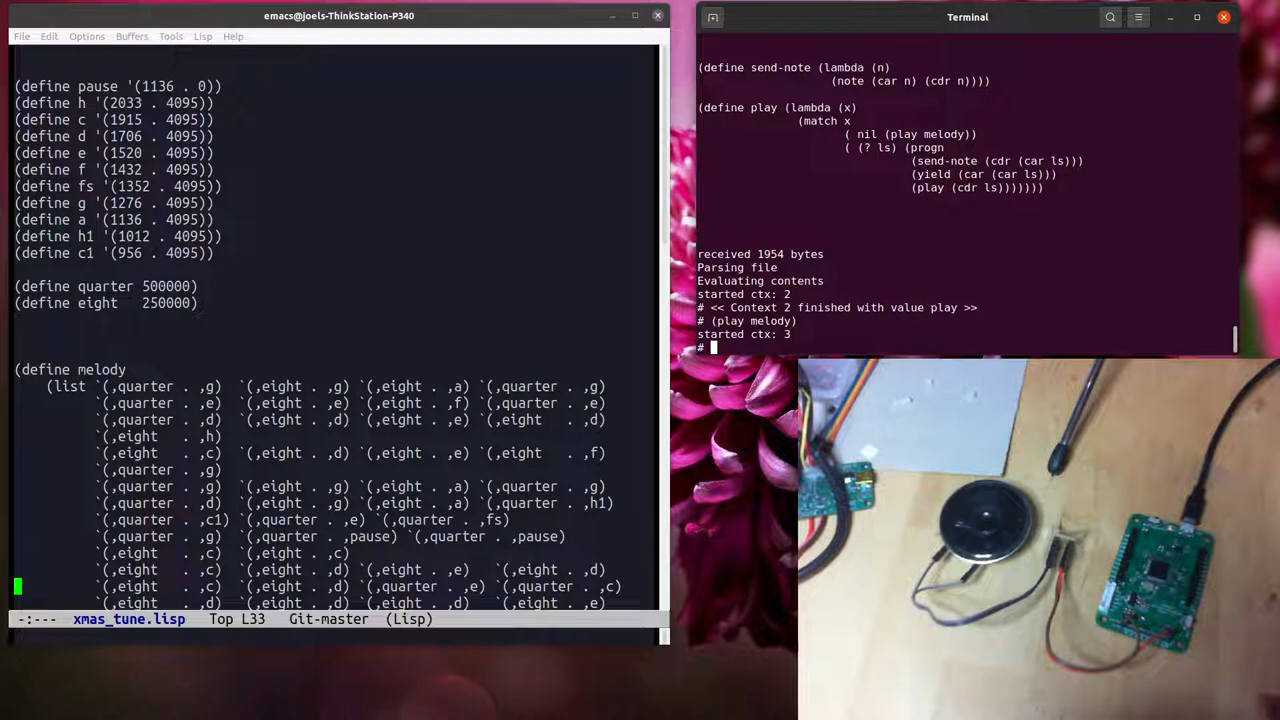 emacs@joels-ThinkStation-P340
File Edit Options Buffers Tools Lisp Help
(define pause '(1136 . 0))
(define h '(2033 . 4095))
(define c '(1915 . 4095))
(define d '(1706 . 4095))
(define e '(1520 . 4095))
(define f '(1432 . 4095))
(define fs '(1352 . 4095))
(define g '(1276 . 4095))
(define a '(1136 . 4095))
(define h1 '(1012 . 4095))
(define c1 '(956 . 4095))
(define quarter 500000)
(define eight   250000)
(define melody
(list `(,quarter . ,g)  `(,eight . ,g) `(,eight . ,a) `(,quarter . ,g)
`(,quarter . ,e)  `(,eight . ,e) `(,eight . ,f) `(,quarter . ,e)
`(,quarter . ,d)  `(,eight . ,d) `(,eight . ,e) `(,eight   . ,d)
`(,eight   . ,h)
`(,eight   . ,c)  `(,eight . ,d) `(,eight . ,e) `(,eight   . ,f)
`(,quarter . ,g)
`(,quarter . ,g)  `(,eight . ,g) `(,eight . ,a) `(,quarter . ,g)
`(,quarter . ,d)  `(,eight . ,g) `(,eight . ,a) `(,quarter . ,h1)
`(,quarter . ,c1) `(,quarter . ,e) `(,quarter . ,fs)
`(,quarter . ,g)  `(,quarter . ,pause) `(,quarter . ,pause)
`(,eight   . ,c)  `(,eight . ,c)
`(,eight   . ,c)  `(,eight . ,d) `(,eight . ,e)   `(,eight . ,d)
`(,eight   . ,c)  `(,eight . ,d) `(,quarter . ,e) `(,quarter . ,c)
`(,eight   . ,d)  `(,eight . ,d) `(,eight . ,d)   `(,eight . ,e)
-:---  xmas_tune.lisp   Top L33   Git-master  (Lisp)
Terminal
(define send-note (lambda (n)
(note (car n) (cdr n))))
(define play (lambda (x)
(match x
( nil (play melody))
( (? ls) (progn
(send-note (cdr (car ls)))
(yield (car (car ls)))
(play (cdr ls)))))))
received 1954 bytes
Parsing file
Evaluating contents
started ctx: 2
# << Context 2 finished with value play >>
# (play melody)
started ctx: 3
#